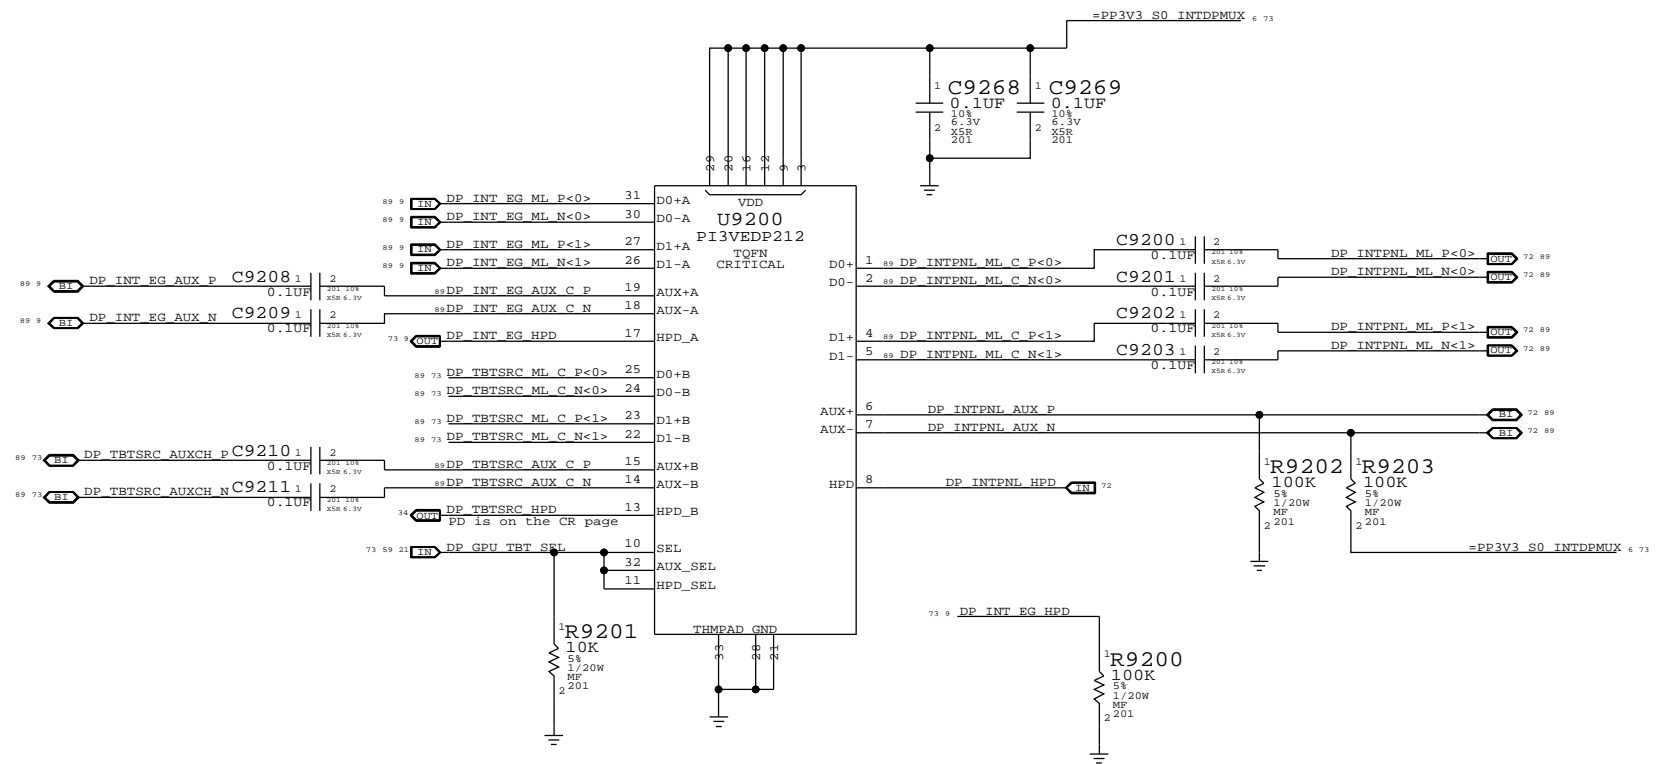 =PP3V3_S0_INTDPMUX 6 73
1 C9268
0.1UF
10%
6.3V
X5R
201
2
1 C9269
0.1UF
10%
6.3V
X5R
201
2
29 20 16 12 9 3
VDD
U9200
PI3VEDP212
TQFN
CRITICAL
89 9 IN DP_INT_EG_ML_P<0> 31 D0+A
89 9 IN DP_INT_EG_ML_N<0> 30 D0-A
89 9 IN DP_INT_EG_ML_P<1> 27 D1+A
89 9 IN DP_INT_EG_ML_N<1> 26 D1-A
89 9 BI DP_INT_EG_AUX_P C9208 1 2
0.1UF 201 10%
X5R 6.3V
89 DP_INT_EG_AUX_C_P 19 AUX+A
89 9 BI DP_INT_EG_AUX_N C9209 1 2
0.1UF 201 10%
X5R 6.3V
89 DP_INT_EG_AUX_C_N 18 AUX-A
73 9 OUT DP_INT_EG_HPD 17 HPD_A
89 73 DP_TBTSRC_ML_C_P<0> 25 D0+B
89 73 DP_TBTSRC_ML_C_N<0> 24 D0-B
89 73 DP_TBTSRC_ML_C_P<1> 23 D1+B
89 73 DP_TBTSRC_ML_C_N<1> 22 D1-B
89 73 BI DP_TBTSRC_AUXCH_P C9210 1 2
0.1UF 201 10%
X5R 6.3V
89 DP_TBTSRC_AUX_C_P 15 AUX+B
89 73 BI DP_TBTSRC_AUXCH_N C9211 1 2
0.1UF 201 10%
X5R 6.3V
89 DP_TBTSRC_AUX_C_N 14 AUX-B
34 OUT DP_TBTSRC_HPD 13 HPD_B
PD is on the CR page
73 59 21 IN DP_GPU_TBT_SEL 10 SEL
32 AUX_SEL
11 HPD_SEL
THMPAD GND
33 28 21
1 R9201
10K
5%
1/20W
MF
2 201
D0+ 1 89 DP_INTPNL_ML_C_P<0> C9200 1 2
0.1UF 201 10%
X5R 6.3V
DP_INTPNL_ML_P<0> OUT 72 89
D0- 2 89 DP_INTPNL_ML_C_N<0> C9201 1 2
0.1UF 201 10%
X5R 6.3V
DP_INTPNL_ML_N<0> OUT 72 89
D1+ 4 89 DP_INTPNL_ML_C_P<1> C9202 1 2
0.1UF 201 10%
X5R 6.3V
DP_INTPNL_ML_P<1> OUT 72 89
D1- 5 89 DP_INTPNL_ML_C_N<1> C9203 1 2
0.1UF 201 10%
X5R 6.3V
DP_INTPNL_ML_N<1> OUT 72 89
AUX+ 6 DP_INTPNL_AUX_P BI 72 89
AUX- 7 DP_INTPNL_AUX_N BI 72 89
HPD 8 DP_INTPNL_HPD IN 72
1 R9202
100K
5%
1/20W
MF
2 201
1 R9203
100K
5%
1/20W
MF
2 201
=PP3V3_S0_INTDPMUX 6 73
73 9 DP_INT_EG_HPD
1 R9200
100K
5%
1/20W
MF
2 201